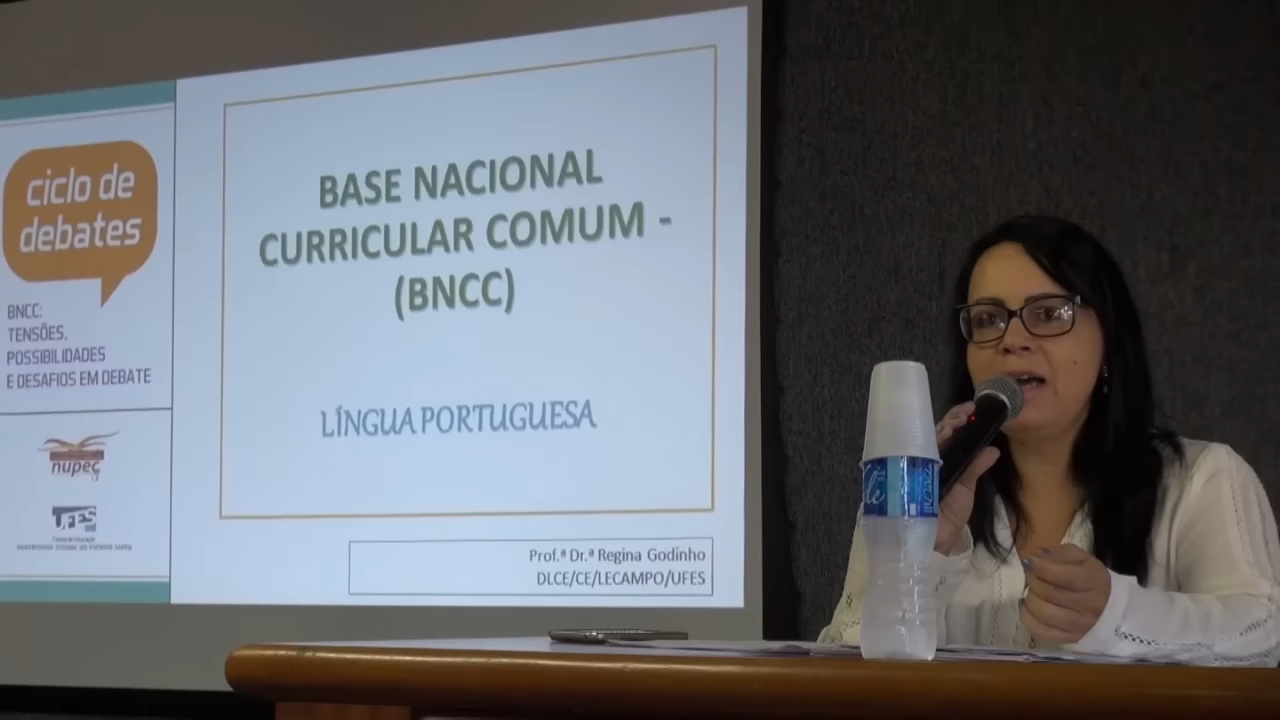 ciclo de
debates
BNCC:
TENSÕES,
POSSIBILIDADES
E DESAFIOS EM DEBATE
nupeç
UFES
BASE NACIONAL
CURRICULAR COMUM -
(BNCC)
LÍNGUA PORTUGUESA
Prof.ª Dr.ª Regina Godinho
DLCE/CE/LECAMPO/UFES